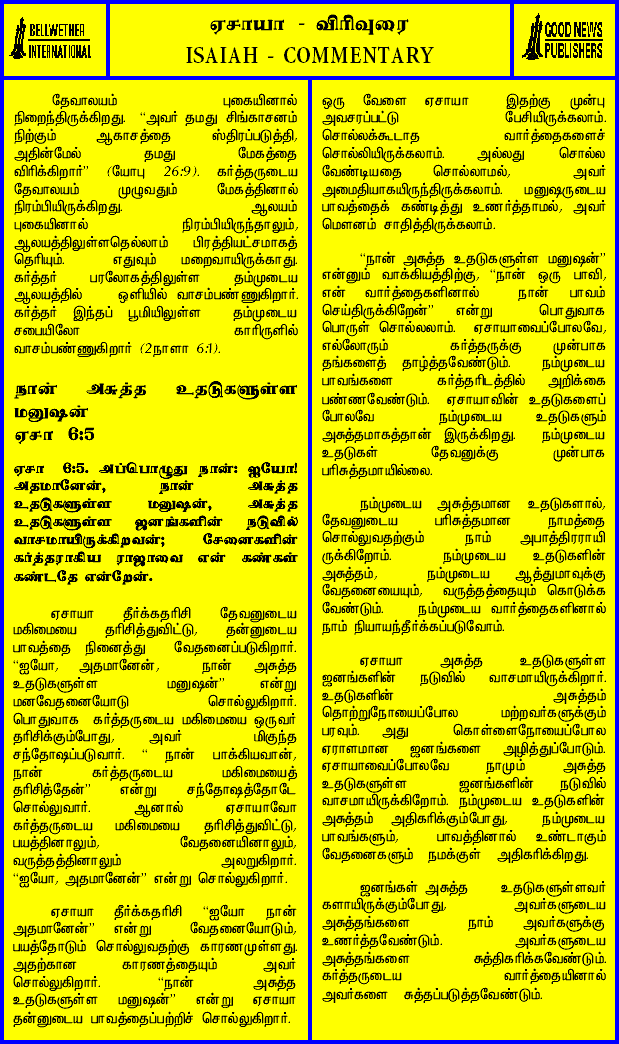 BELLWETHER
INTERNATIONAL
ஏசாயா - விரிவுரை
ISAIAH - COMMENTARY
GOOD NEWS
PUBLISHERS
தேவாலயம் புகையினால்
நிறைந்திருக்கிறது. “அவர் தமது சிங்காசனம்
நிற்கும் ஆகாசத்தை ஸ்திரப்படுத்தி,
அதின்மேல் தமது மேகத்தை
விரிக்கிறார்” (யோபு 26:9). கர்த்தருடைய
தேவாலயம் முழுவதும் மேகத்தினால்
நிரம்பியிருக்கிறது. ஆலயம்
புகையினால் நிரம்பியிருந்தாலும்,
ஆலயத்திலுள்ளதெல்லாம் பிரத்தியட்சமாகத்
தெரியும். எதுவும் மறைவாயிருக்காது.
கர்த்தர் பரலோகத்திலுள்ள தம்முடைய
ஆலயத்தில் ஒளியில் வாசம்பண்ணுகிறார்.
கர்த்தர் இந்தப் பூமியிலுள்ள தம்முடைய
சபையிலோ காரிருளில்
வாசம்பண்ணுகிறார் (2நாளா 6:1).
நான் அசுத்த உதடுகளுள்ள
மனுஷன்
ஏசா 6:5
ஏசா 6:5. அப்பொழுது நான்: ஐயோ!
அதமானேன், நான் அசுத்த
உதடுகளுள்ள மனுஷன், அசுத்த
உதடுகளுள்ள ஜனங்களின் நடுவில்
வாசமாயிருக்கிறவன்; சேனைகளின்
கர்த்தராகிய ராஜாவை என் கண்கள்
கண்டதே என்றேன்.
ஏசாயா தீர்க்கதரிசி தேவனுடைய
மகிமையை தரிசித்துவிட்டு, தன்னுடைய
பாவத்தை நினைத்து வேதனைப்படுகிறார்.
“ஐயோ, அதமானேன், நான் அசுத்த
உதடுகளுள்ள மனுஷன்” என்று
மனவேதனையோடு சொல்லுகிறார்.
பொதுவாக கர்த்தருடைய மகிமையை ஒருவர்
தரிசிக்கும்போது, அவர் மிகுந்த
சந்தோஷப்படுவார். “ நான் பாக்கியவான்,
நான் கர்த்தருடைய மகிமையைத்
தரிசித்தேன்” என்று சந்தோஷத்தோடே
சொல்லுவார். ஆனால் ஏசாயாவோ
கர்த்தருடைய மகிமையை தரிசித்துவிட்டு,
பயத்தினாலும், வேதனையினாலும்,
வருத்தத்தினாலும் அலறுகிறார்.
“ஐயோ, அதமானேன்” என்று சொல்லுகிறார்.
ஏசாயா தீர்க்கதரிசி “ஐயோ நான்
அதமானேன்” என்று வேதனையோடும்,
பயத்தோடும் சொல்லுவதற்கு காரணமுள்ளது.
அதற்கான காரணத்தையும் அவர்
சொல்லுகிறார். “நான் அசுத்த
உதடுகளுள்ள மனுஷன்” என்று ஏசாயா
தன்னுடைய பாவத்தைப்பற்றிச் சொல்லுகிறார்.
ஒரு வேளை ஏசாயா இதற்கு முன்பு
அவசரப்பட்டு பேசியிருக்கலாம்.
சொல்லக்கூடாத வார்த்தைகளைச்
சொல்லியிருக்கலாம். அல்லது சொல்ல
வேண்டியதை சொல்லாமல், அவர்
அமைதியாகயிருந்திருக்கலாம். மனுஷருடைய
பாவத்தைக் கண்டித்து உணர்த்தாமல், அவர்
மௌனம் சாதித்திருக்கலாம்.
“நான் அசுத்த உதடுகளுள்ள மனுஷன்”
என்னும் வாக்கியத்திற்கு, “நான் ஒரு பாவி,
என் வார்த்தைகளினால் நான் பாவம்
செய்திருக்கிறேன்” என்று பொதுவாக
பொருள் சொல்லலாம். ஏசாயாவைப்போலவே,
எல்லோரும் கர்த்தருக்கு முன்பாக
தங்களைத் தாழ்த்தவேண்டும். நம்முடைய
பாவங்களை கர்த்தரிடத்தில் அறிக்கை
பண்ணவேண்டும். ஏசாயாவின் உதடுகளைப்
போலவே நம்முடைய உதடுகளும்
அசுத்தமாகத்தான் இருக்கிறது. நம்முடைய
உதடுகள் தேவனுக்கு முன்பாக
பரிசுத்தமாயில்லை.
நம்முடைய அசுத்தமான உதடுகளால்,
தேவனுடைய பரிசுத்தமான நாமத்தை
சொல்லுவதற்கும் நாம் அபாத்திரராயி
ருக்கிறோம். நம்முடைய உதடுகளின்
அசுத்தம், நம்முடைய ஆத்துமாவுக்கு
வேதனையையும், வருத்தத்தையும் கொடுக்க
வேண்டும். நம்முடைய வார்த்தைகளினால்
நாம் நியாயந்தீர்க்கப்படுவோம்.
ஏசாயா அசுத்த உதடுகளுள்ள
ஜனங்களின் நடுவில் வாசமாயிருக்கிறார்.
உதடுகளின் அசுத்தம்
தொற்றுநோயைப்போல மற்றவர்களுக்கும்
பரவும். அது கொள்ளைநோயைப்போல
ஏராளமான ஜனங்களை அழித்துப்போடும்.
ஏசாயாவைப்போலவே நாமும் அசுத்த
உதடுகளுள்ள ஜனங்களின் நடுவில்
வாசமாயிருக்கிறோம். நம்முடைய உதடுகளின்
அசுத்தம் அதிகரிக்கும்போது, நம்முடைய
பாவங்களும், பாவத்தினால் உண்டாகும்
வேதனைகளும் நமக்குள் அதிகரிக்கிறது.
ஜனங்கள் அசுத்த உதடுகளுள்ளவர்
களாயிருக்கும்போது, அவர்களுடைய
அசுத்தங்களை நாம் அவர்களுக்கு
உணர்த்தவேண்டும். அவர்களுடைய
அசுத்தங்களை சுத்திகரிக்கவேண்டும்.
கர்த்தருடைய வார்த்தையினால்
அவர்களை சுத்தப்படுத்தவேண்டும்.